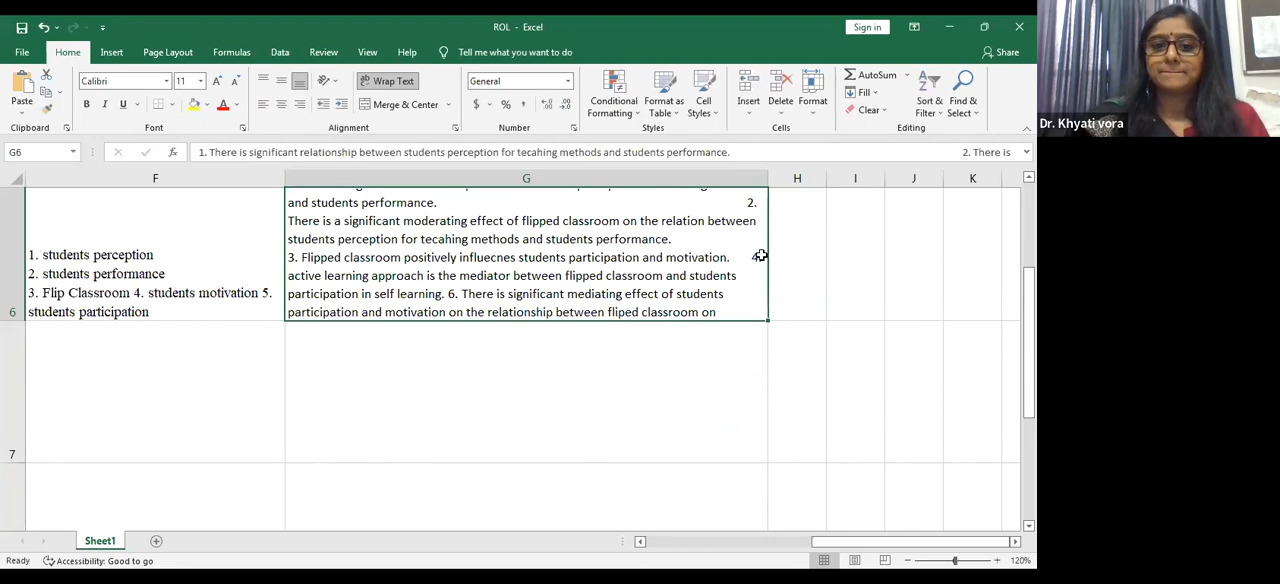 ROL - Excel
Sign in
File Home Insert Page Layout Formulas Data Review View Help Tell me what you want to do Share
Calibri 11 Wrap Text General AutoSum
Paste B I U Merge & Center $ % Conditional Formatting Format as Table Cell Styles Insert Delete Format Fill Clear Sort & Filter Find & Select
Clipboard Font Alignment Number Styles Cells Editing
Dr. Khyati vora
G6 fx 1. There is significant relationship between students perception for tecahing methods and students performance. 2. There is
F G H I J K
and students performance. 2.
There is a significant moderating effect of flipped classroom on the relation between
students perception for tecahing methods and students performance.
3. Flipped classroom positively influecnes students participation and motivation. 4
active learning approach is the mediator between flipped classroom and students
participation in self learning. 6. There is significant mediating effect of students
participation and motivation on the relationship between fliped classroom on
1. students perception
2. students performance
3. Flip Classroom 4. students motivation 5.
students participation
6
7
Sheet1
Ready Accessibility: Good to go 120%